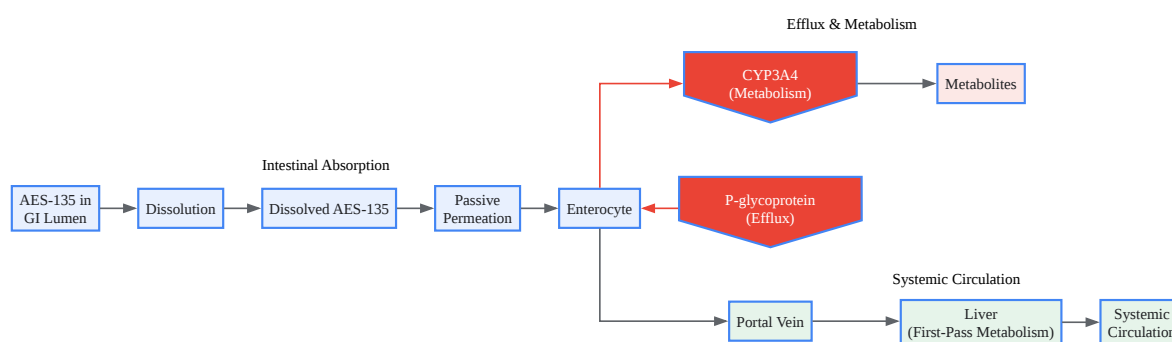 Efflux & Metabolism
CYP3A4
(Metabolism)
Metabolites
Intestinal Absorption
AES-135 in
GI Lumen
Dissolution
Dissolved AES-135
Passive
Permeation
Enterocyte
P-glycoprotein
(Efflux)
Systemic Circulation
Portal Vein
Liver
(First-Pass Metabolism)
Systemic
Circulation